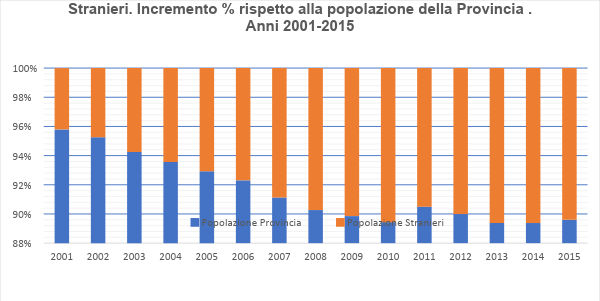 Stranieri. Incremento % rispetto alla popolazione della Provincia .
Anni 2001-2015
100%
98%
96%
94%
92%
90%
88%
Popolazione Provincia Popolazione Stranieri
2001 2002 2003 2004 2005 2006 2007 2008 2009 2010 2011 2012 2013 2014 2015